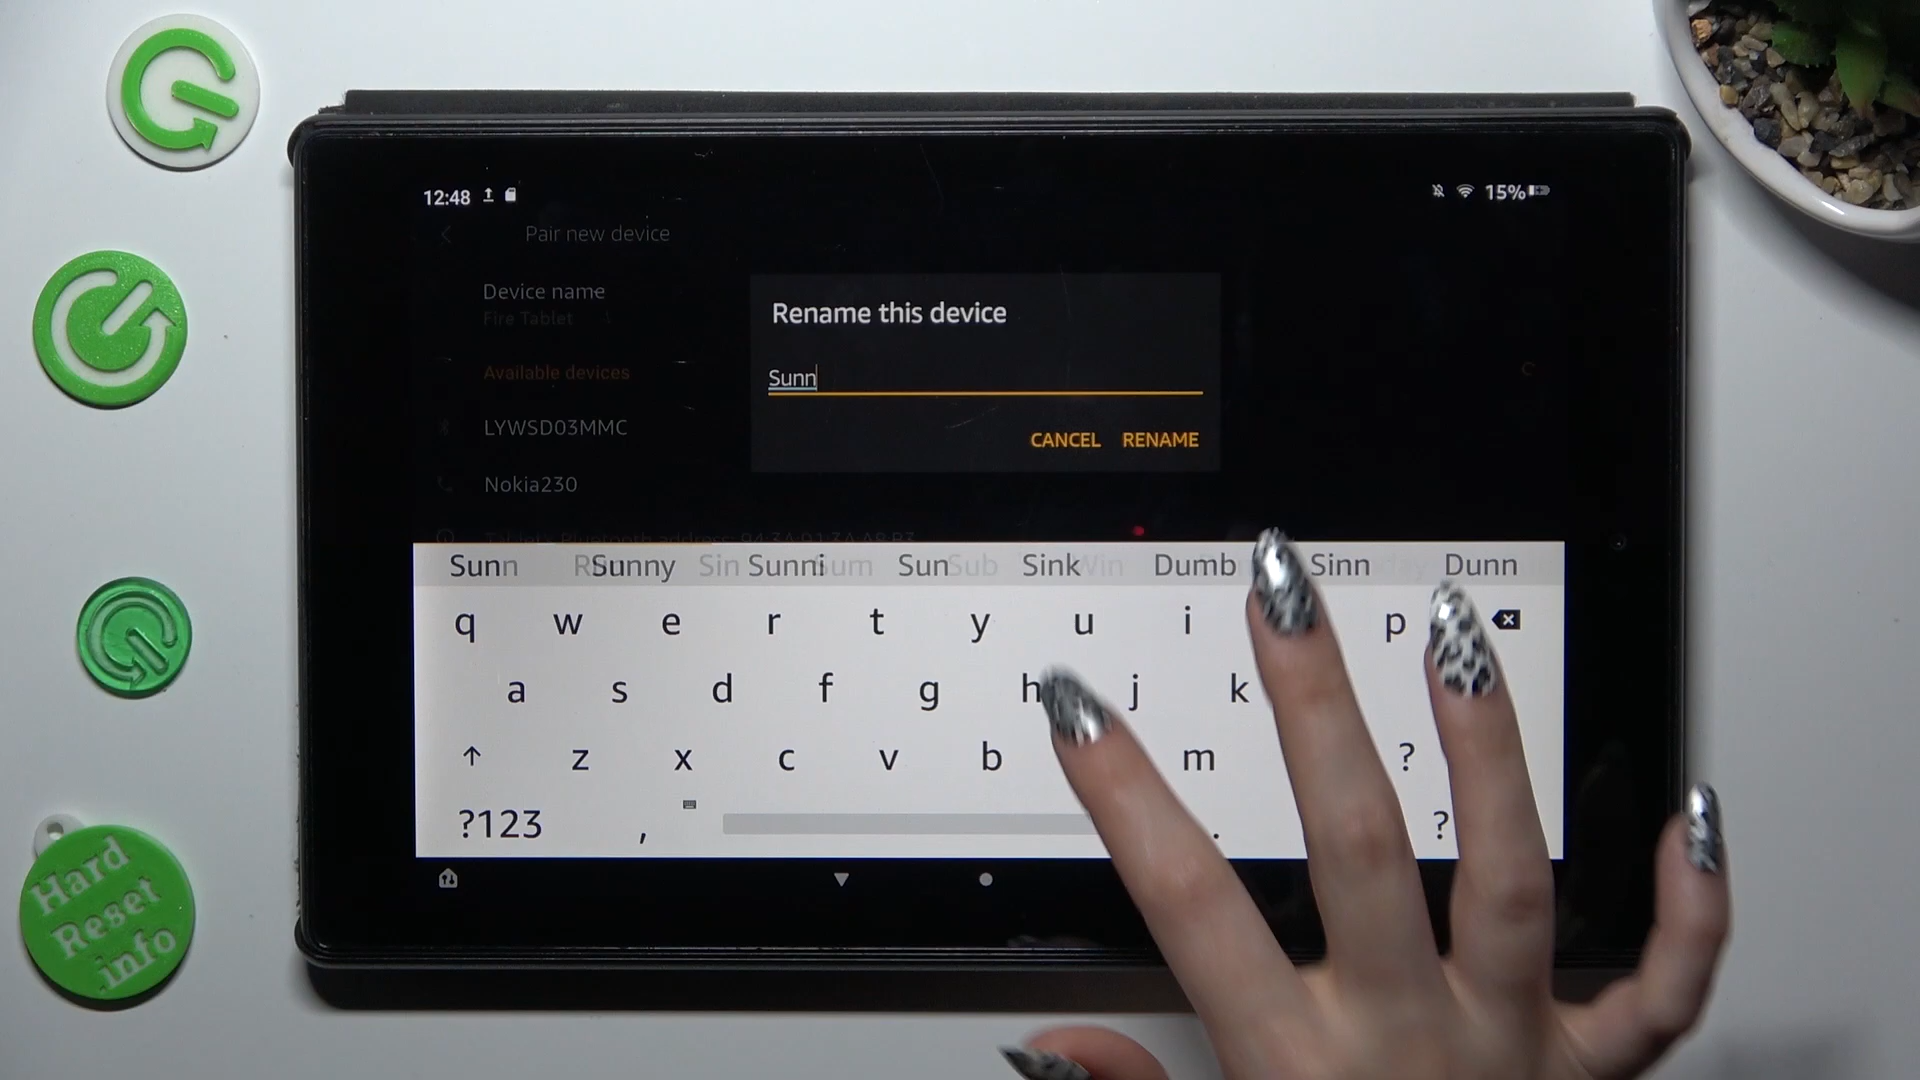 12:48
15%
Pair new device
Device name
Fire Tablet
Available devices
LYWSD03MMC
Nokia230
Rename this device
Sunn
CANCEL RENAME
Sunn Sunny Sunni Sun Sink Dumb Sinn Dunn
q w e r t y u i p
a s d f g h j k
z x c v b m ?
?123 , . ?
Hard
Reset
info